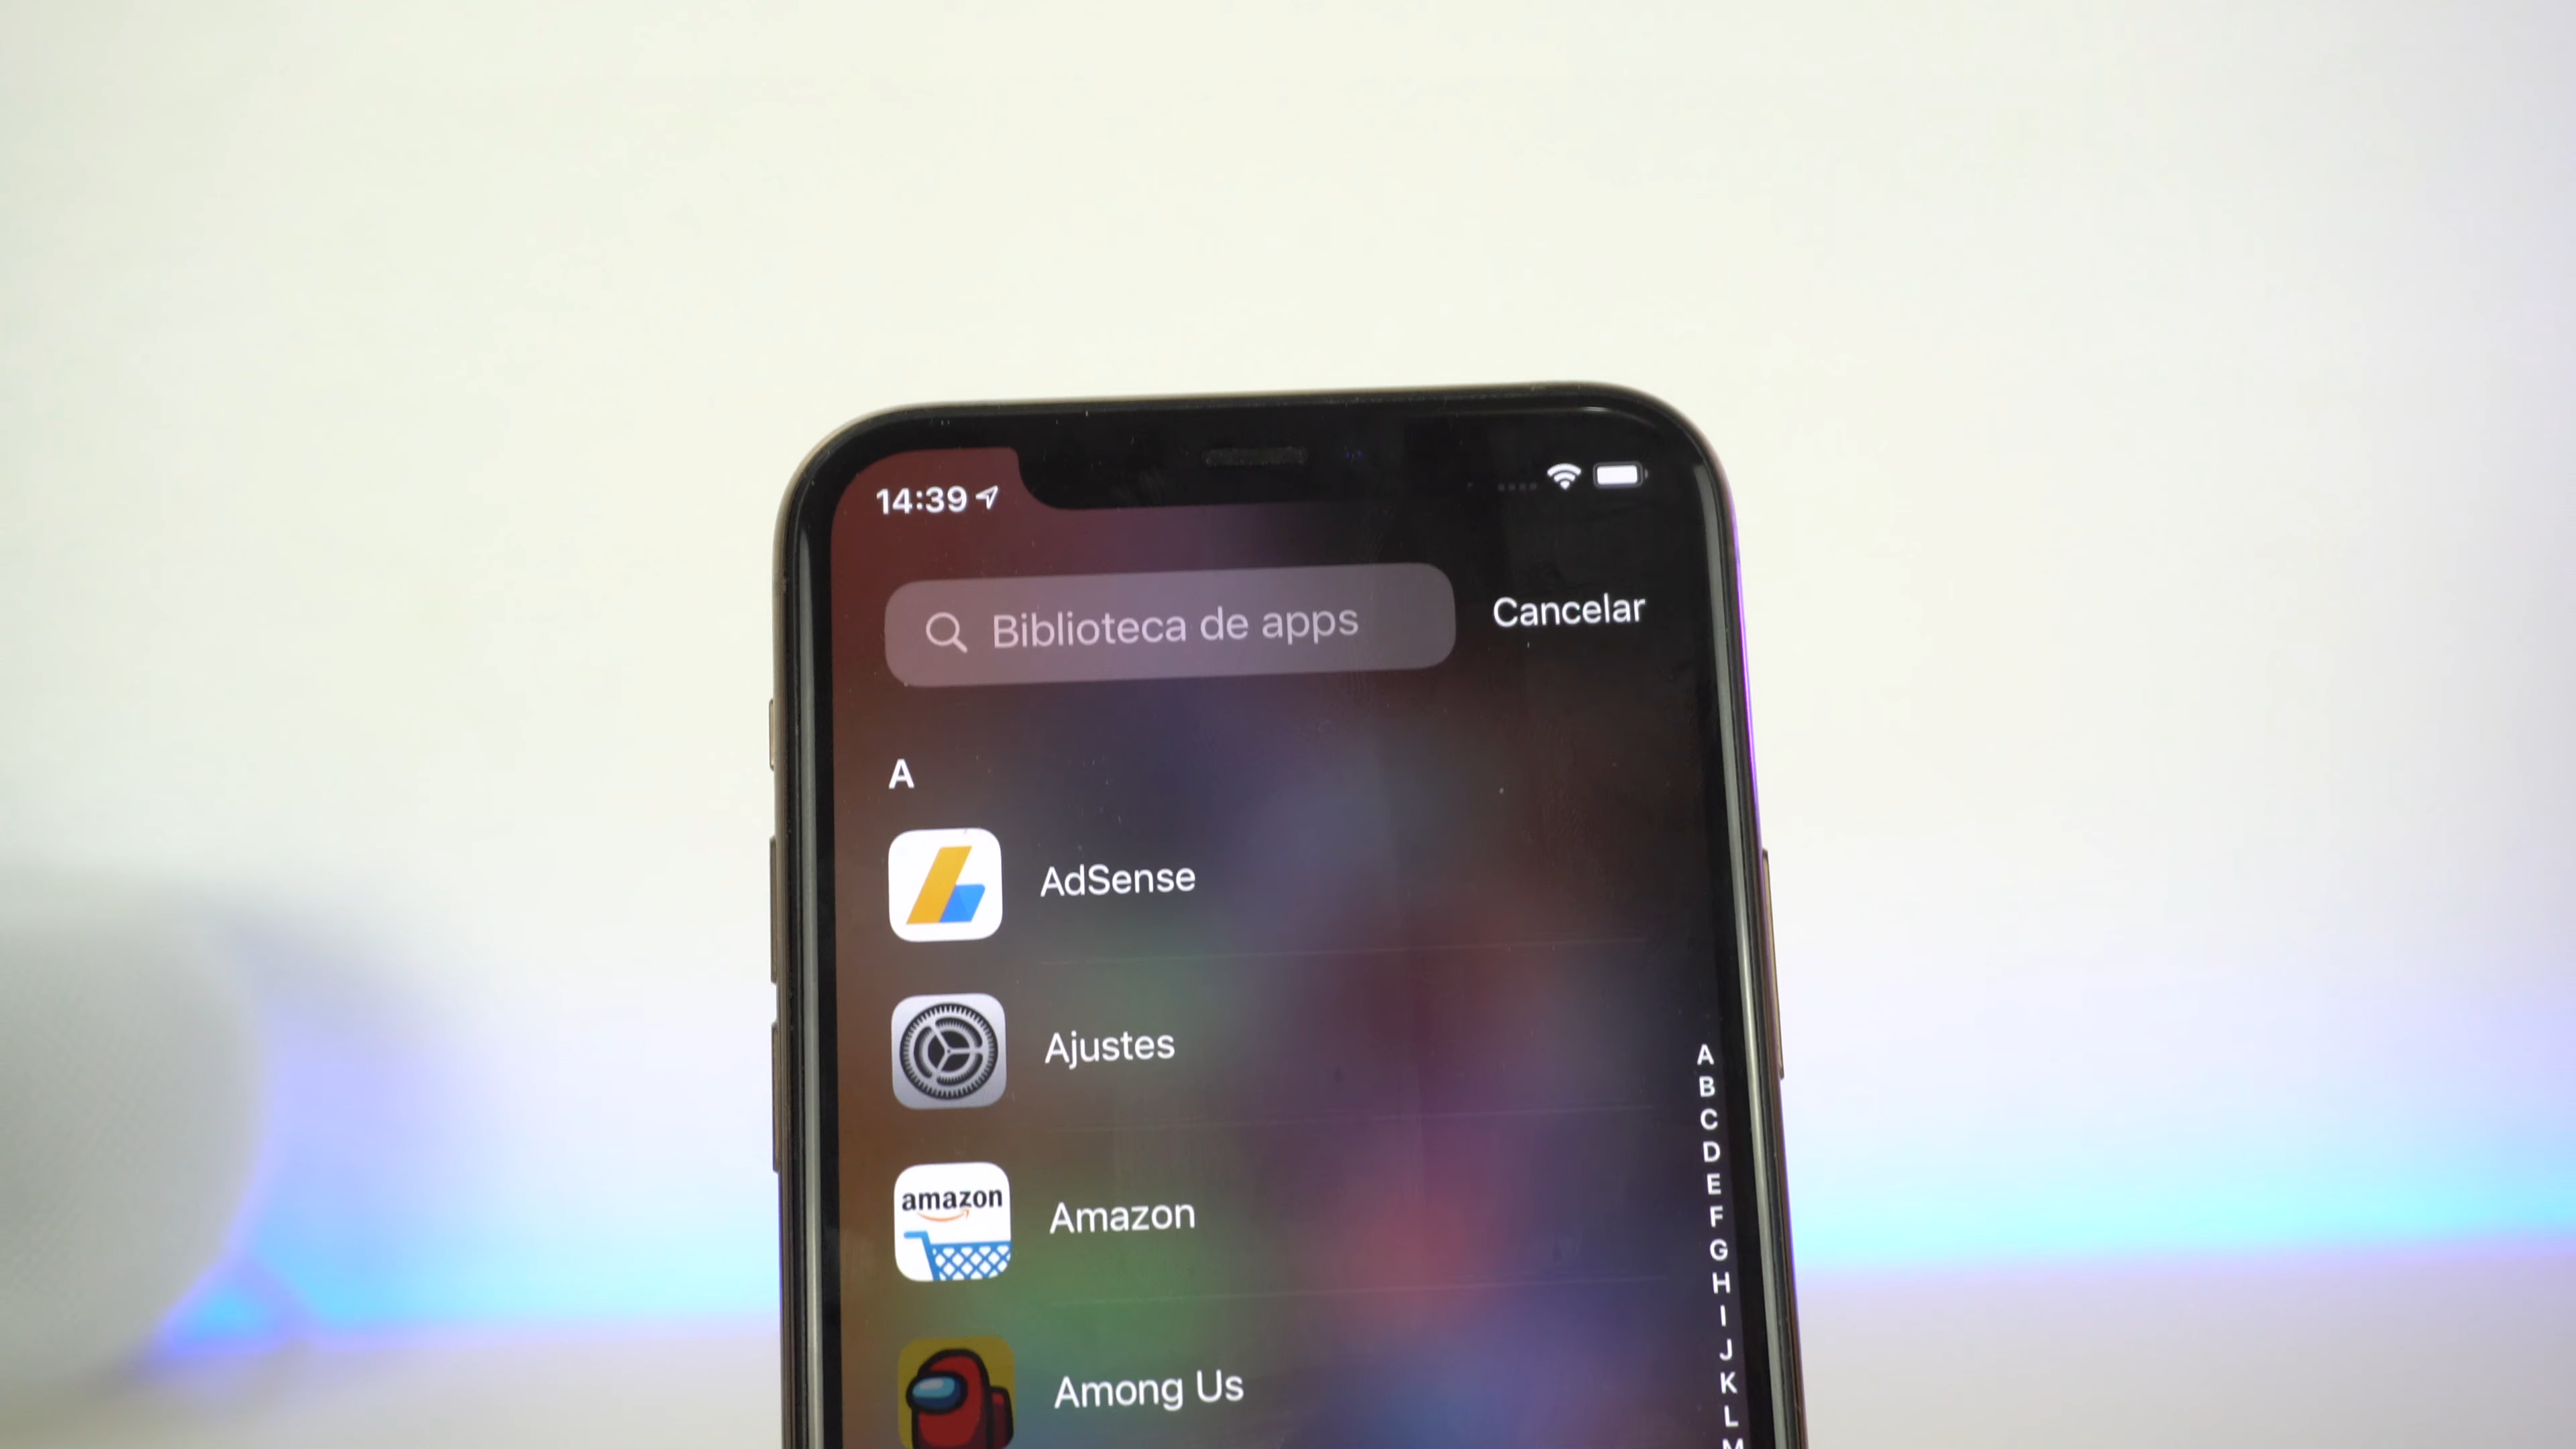 14:39
Biblioteca de apps
Cancelar
A
AdSense
Ajustes
amazon
Amazon
Among Us
A
B
C
D
E
F
G
H
I
J
K
L
M